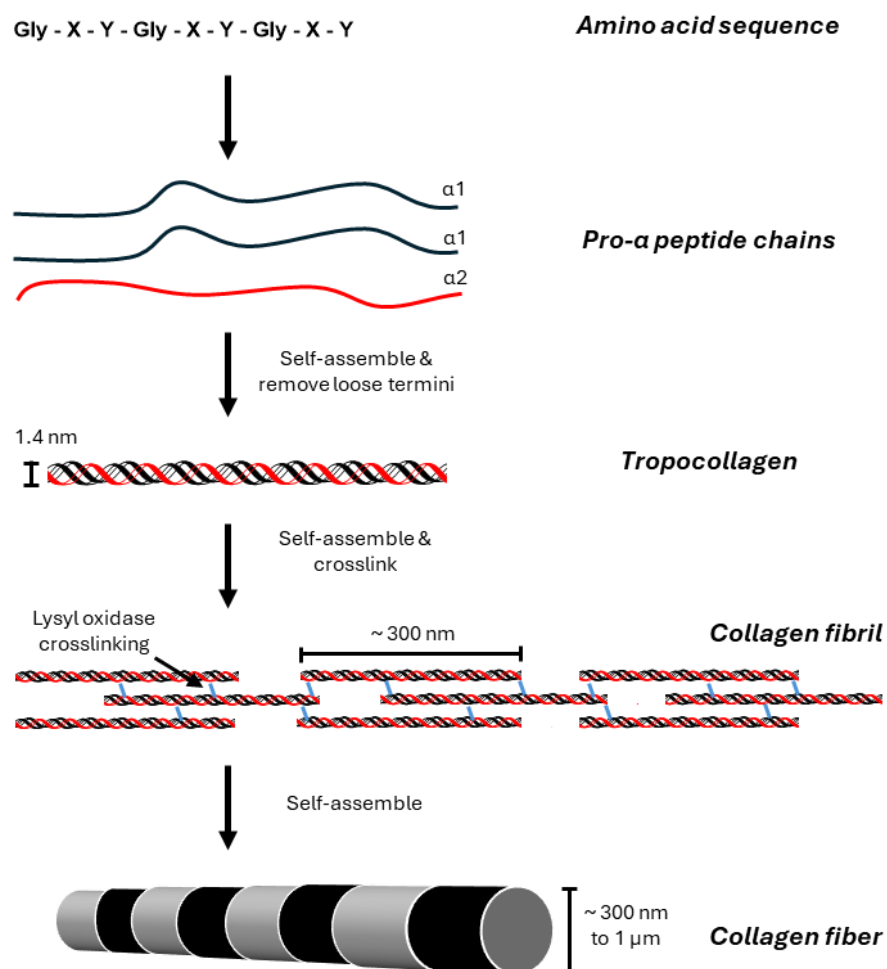 Gly - X - Y - Gly - X - Y - Gly - X - Y
Amino acid sequence
α1
α1
Pro-α peptide chains
α2
Self-assemble &
remove loose termini
1.4 nm
Tropocollagen
Self-assemble &
crosslink
Lysyl oxidase
crosslinking
~ 300 nm
Collagen fibril
Self-assemble
~ 300 nm
to 1 µm
Collagen fiber